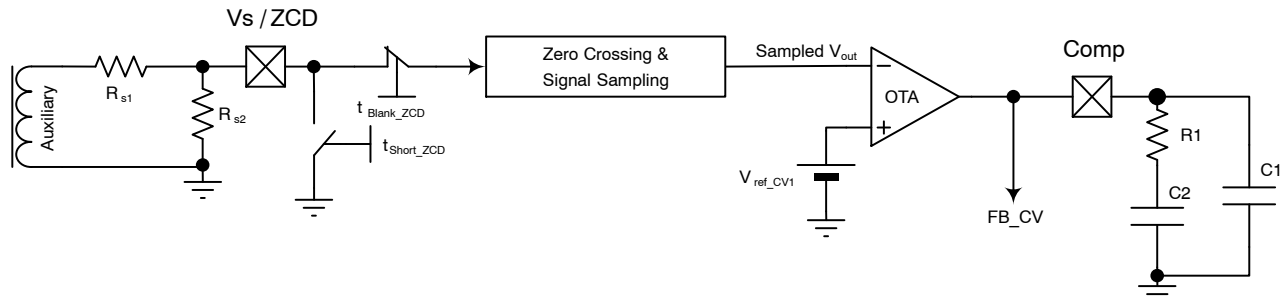 Vs / ZCD
Auxiliary
Rs1
Rs2
t Blank_ZCD
tShort_ZCD
Zero Crossing &
Signal Sampling
Sampled Vout
OTA
Vref_CV1
FB_CV
Comp
R1
C2
C1